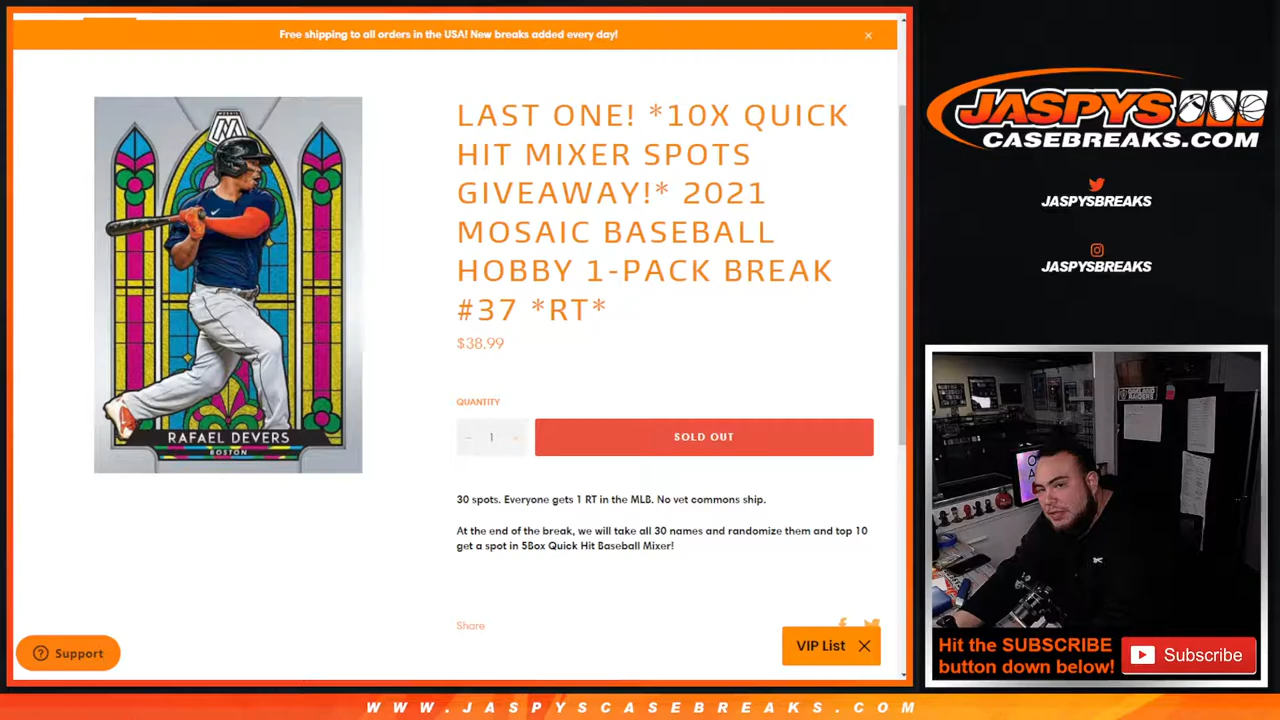 Free shipping to all orders in the USA! New breaks added every day!
MOSAIC
RAFAEL DEVERS
BOSTON
LAST ONE! *10X QUICK
HIT MIXER SPOTS
GIVEAWAY!* 2021
MOSAIC BASEBALL
HOBBY 1-PACK BREAK
#37 *RT*
$38.99
QUANTITY
− 1 +
SOLD OUT
30 spots. Everyone gets 1 RT in the MLB. No vet commons ship.
At the end of the break, we will take all 30 names and randomize them and top 10
get a spot in 5Box Quick Hit Baseball Mixer!
Share
Support
VIP List
JASPYS
CASEBREAKS.COM
JASPYSBREAKS
JASPYSBREAKS
Hit the SUBSCRIBE
button down below!
Subscribe
WWW.JASPYSCASEBREAKS.COM